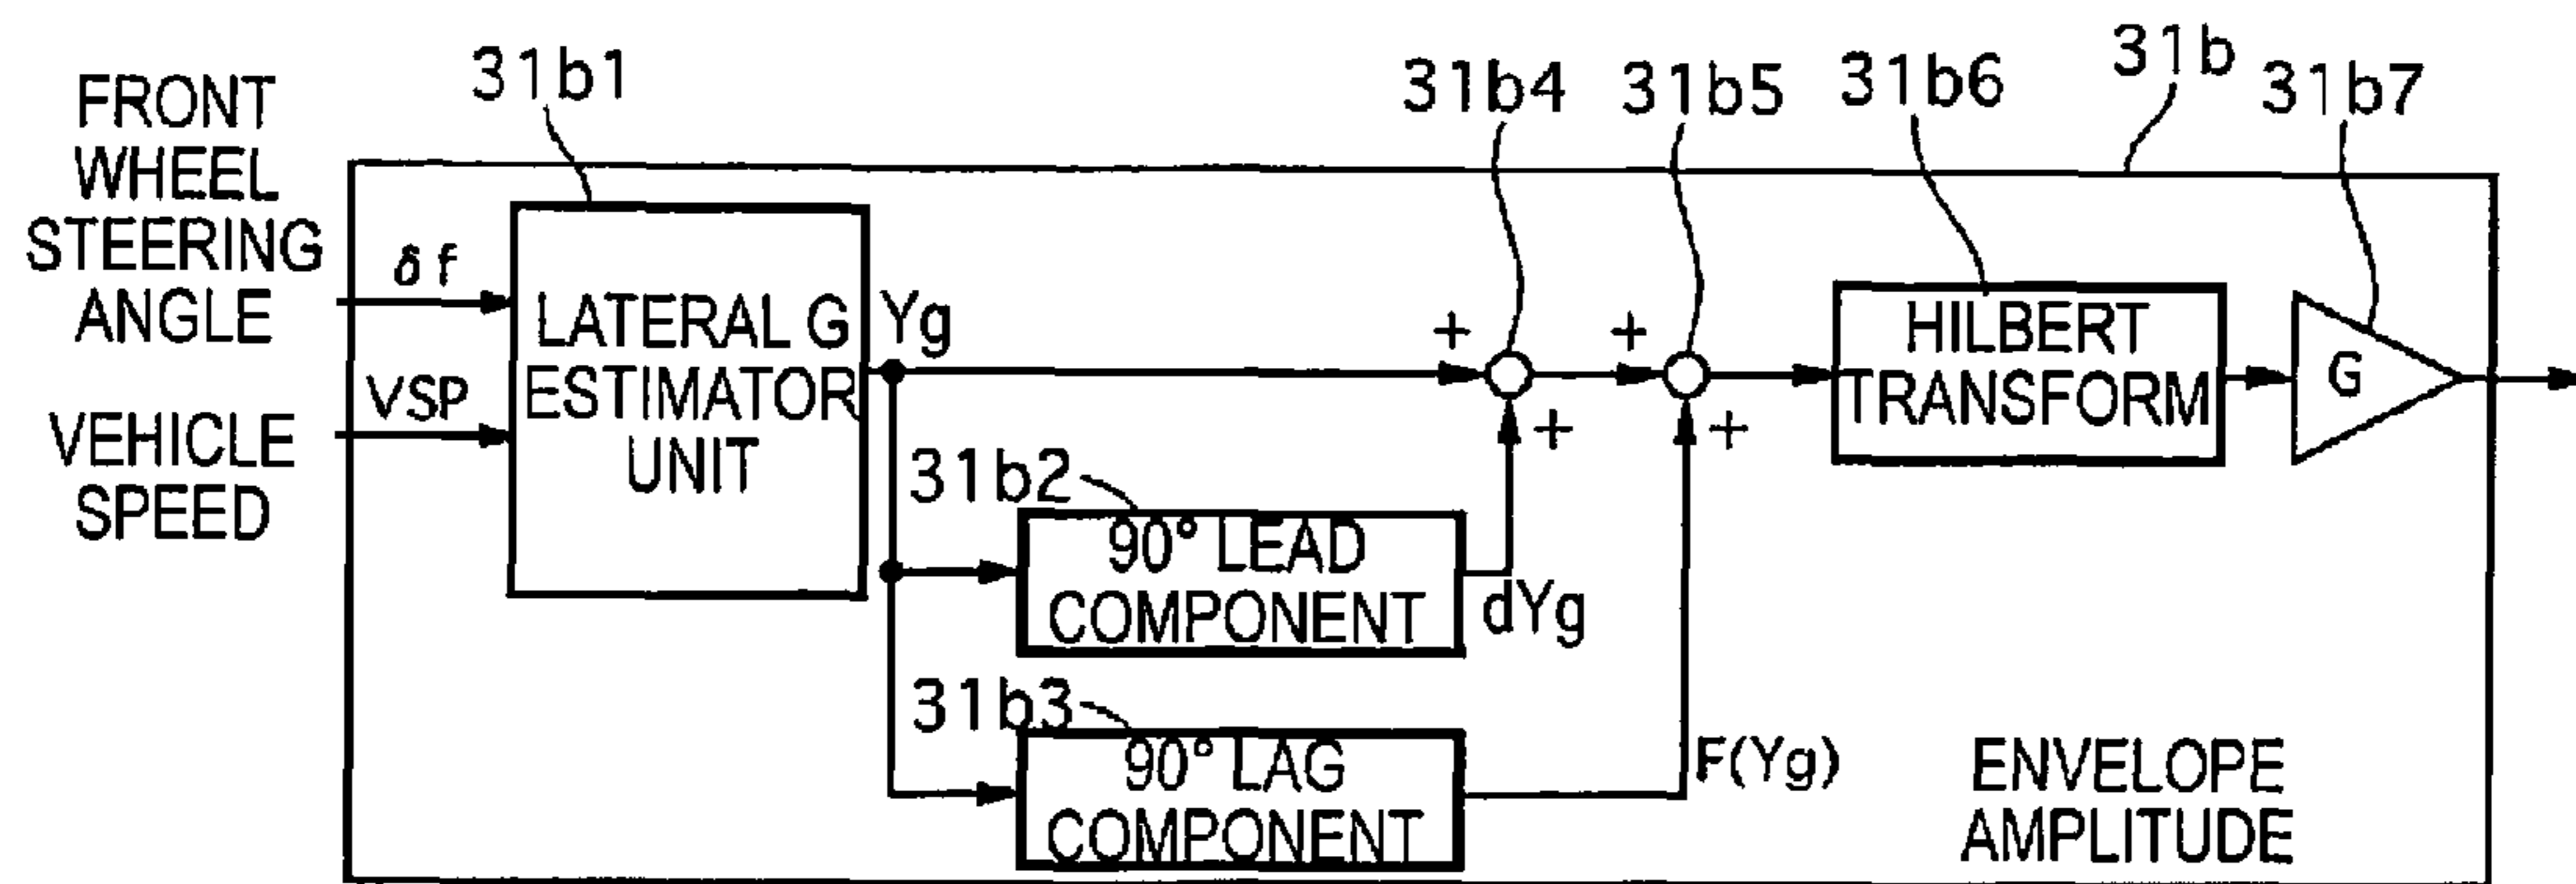 FRONT
WHEEL
STEERING
ANGLE
δf
VSP
VEHICLE
SPEED
31b1
LATERAL G
ESTIMATOR
UNIT
Yg
31b2
90° LEAD
COMPONENT
dYg
31b3
90° LAG
COMPONENT
F(Yg)
31b4
+
+
31b5
+
+
31b6
HILBERT
TRANSFORM
31b
31b7
G
ENVELOPE
AMPLITUDE